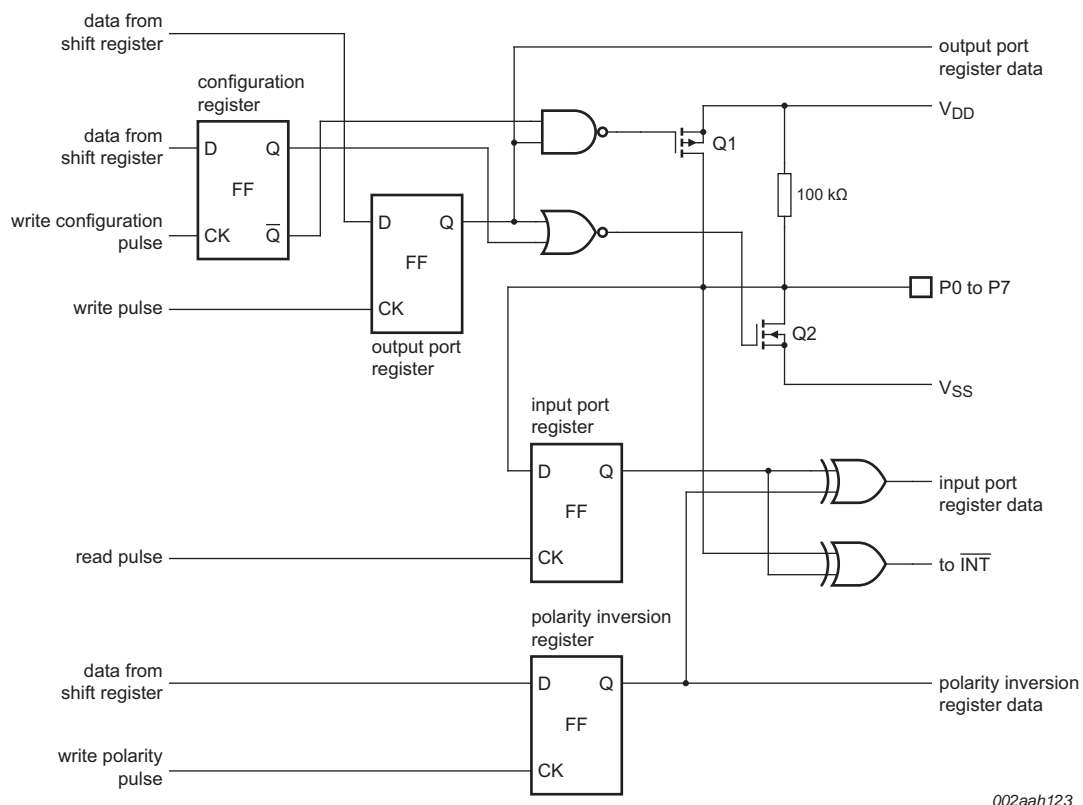 data from
shift register
output port
register data
configuration
register
V_DD
data from
shift register
D
Q
Q1
FF
100 kΩ
D
Q
write configuration
pulse
CK
Q̅
FF
P0 to P7
write pulse
CK
Q2
output port
register
V_SS
input port
register
D
Q
input port
register data
FF
read pulse
CK
to I̅N̅T̅
polarity inversion
register
data from
shift register
D
Q
polarity inversion
register data
FF
write polarity
pulse
CK
002aah123